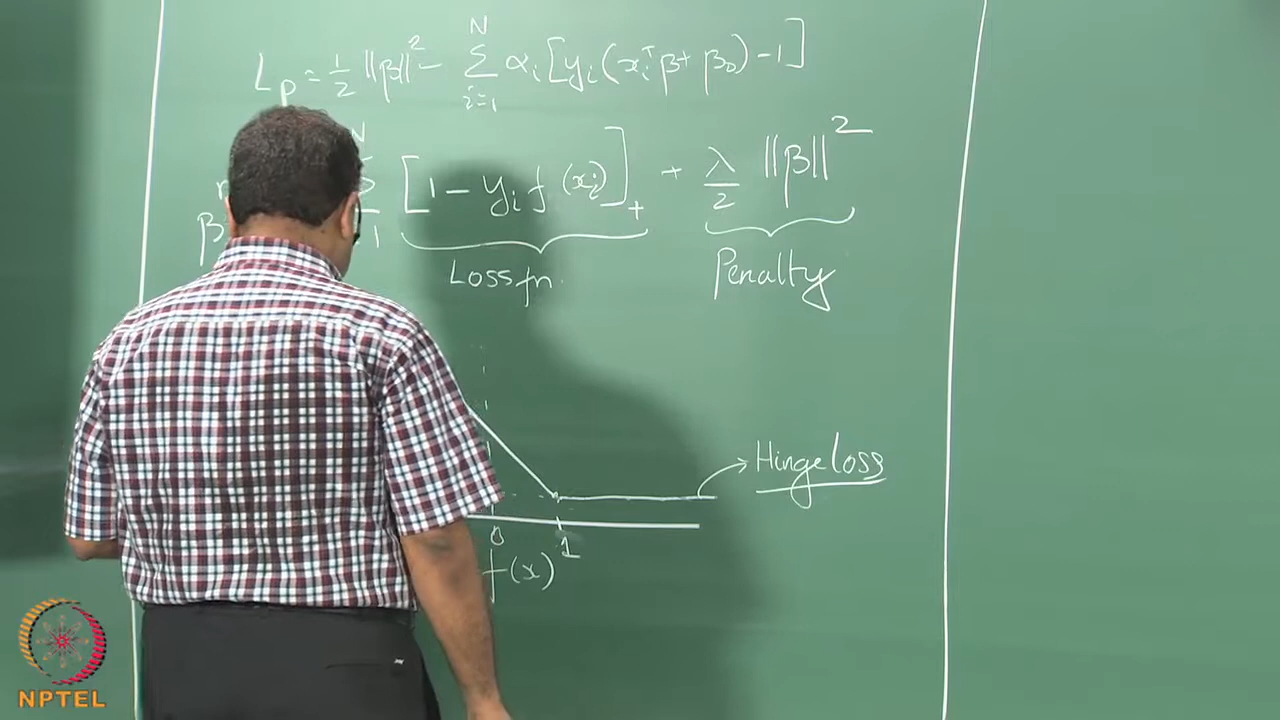 L_p = 1/2 ||β||² - Σ_{i=1}^{N} α_i [y_i (x_i^T β + β_0) - 1]
β N 1 [1 - y_i f(x_i)]_+ + λ/2 ||β||²
Loss fn. Penalty
Hinge loss
0 1
f(x)
NPTEL